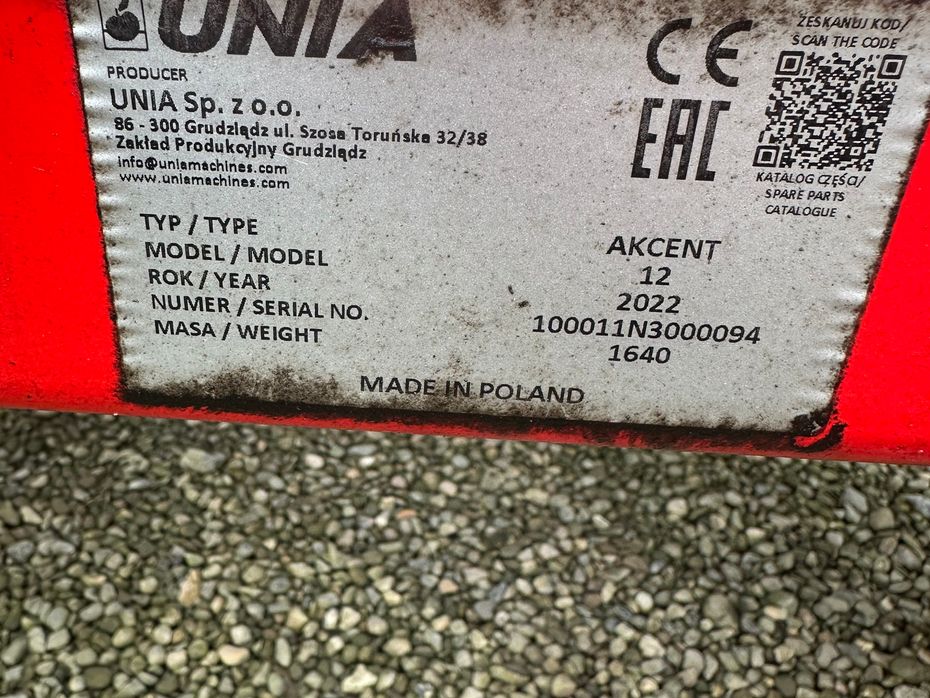 UNIA
PRODUCER
UNIA Sp. z o.o.
86 - 300 Grudziądz ul. Szosa Toruńska 32/38
Zakład Produkcyjny Grudziądz
info@uniamachines.com
www.uniamachines.com
CE
EAC
ZESKANUJ KOD/
SCAN THE CODE
KATALOG CZĘŚCI/
SPARE PARTS
CATALOGUE
TYP / TYPE AKCENT
MODEL / MODEL 12
ROK / YEAR 2022
NUMER / SERIAL NO. 100011N3000094
MASA / WEIGHT 1640
MADE IN POLAND